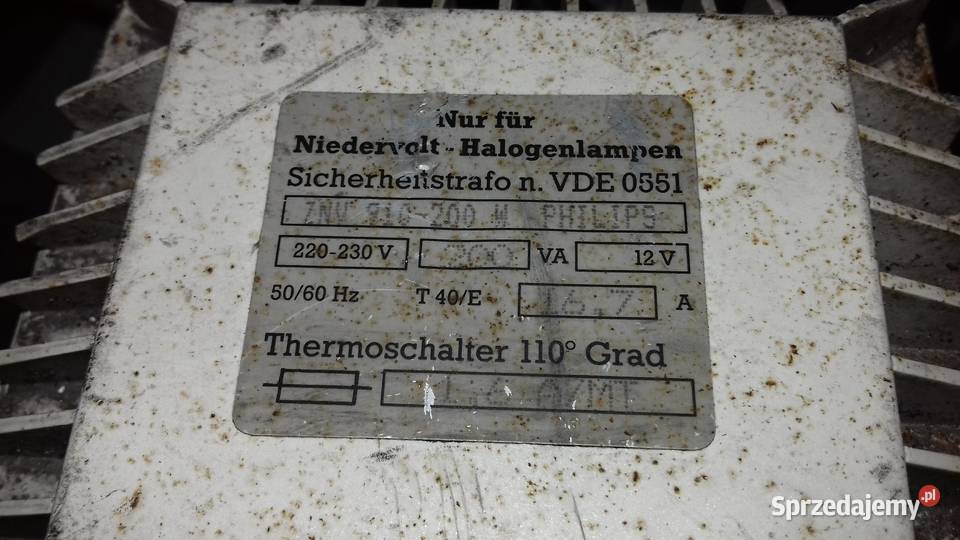 Nur für
Niedervolt - Halogenlampen
Sicherheitstrafo n. VDE 0551
ZNV 910-200 W PHILIPS
220-230 V 200 VA 12 V
50/60 Hz T 40/E 16,7 A
Thermoschalter 110° Grad
Sprzedajemy.pl